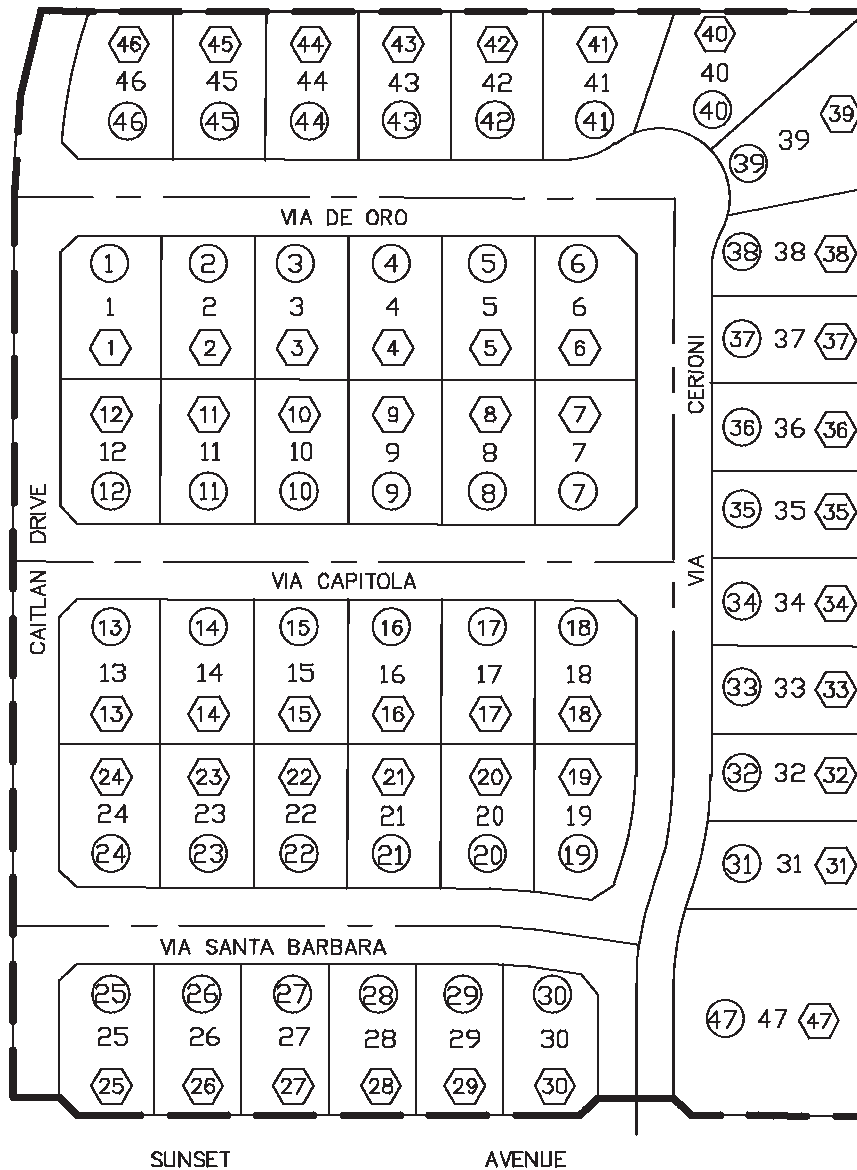 46 45 44 43 42 41 40
46 45 44 43 42 41 40
46 45 44 43 42 41 40
39 39 39
VIA DE ORO
1 2 3 4 5 6
1 2 3 4 5 6
1 2 3 4 5 6
12 11 10 9 8 7
12 11 10 9 8 7
12 11 10 9 8 7
38 38 38
37 37 37
36 36 36
35 35 35
34 34 34
33 33 33
32 32 32
31 31 31
VIA CERIONI
CAITLAN DRIVE
VIA CAPITOLA
13 14 15 16 17 18
13 14 15 16 17 18
13 14 15 16 17 18
24 23 22 21 20 19
24 23 22 21 20 19
24 23 22 21 20 19
VIA SANTA BARBARA
25 26 27 28 29 30
25 26 27 28 29 30
25 26 27 28 29 30
47 47 47
SUNSET AVENUE